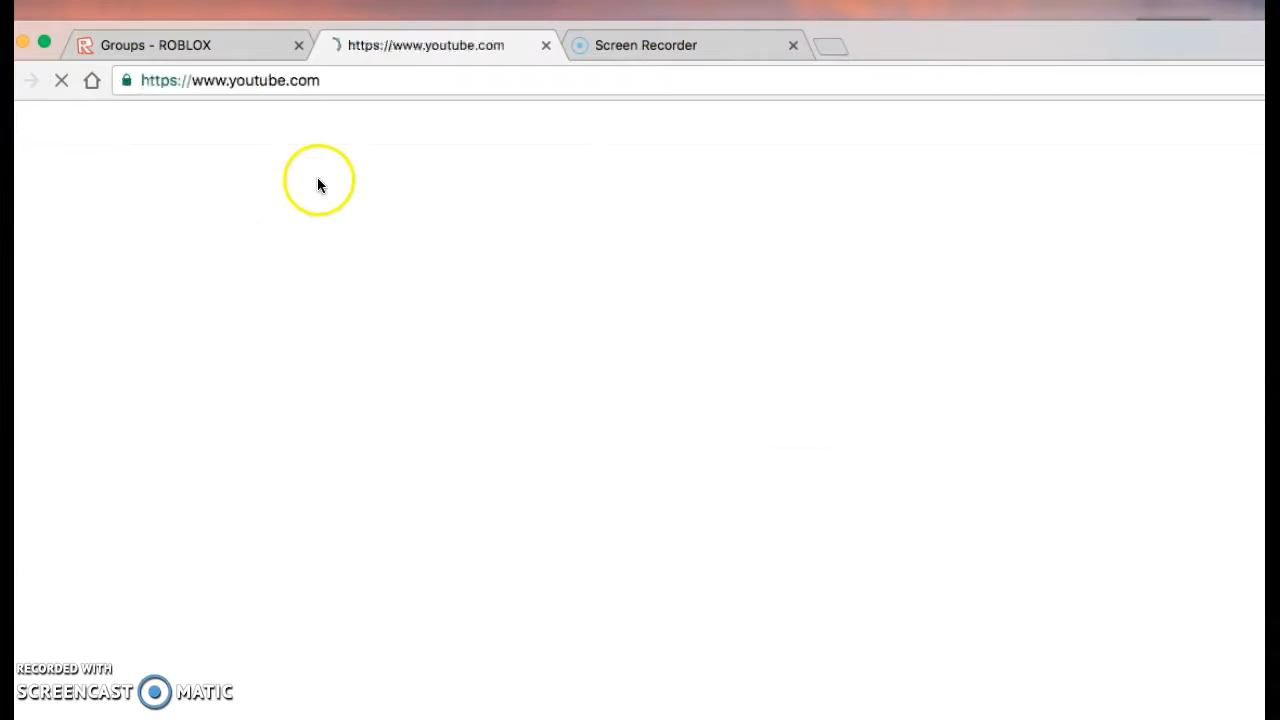 Groups - ROBLOX
https://www.youtube.com
Screen Recorder
https://www.youtube.com
RECORDED WITH
SCREENCAST MATIC